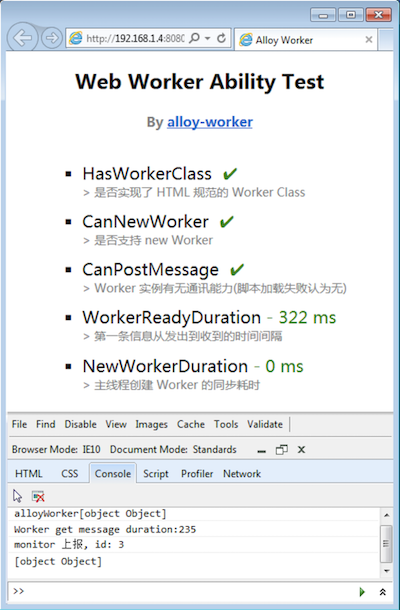 http://192.168.1.4:8080
Alloy Worker
Web Worker Ability Test
By alloy-worker
HasWorkerClass ✔
> 是否实现了 HTML 规范的 Worker Class
CanNewWorker ✔
> 是否支持 new Worker
CanPostMessage ✔
> Worker 实例有无通讯能力(脚本加载失败认为无)
WorkerReadyDuration - 322 ms
> 第一条信息从发出到收到的时间间隔
NewWorkerDuration - 0 ms
> 主线程创建 Worker 的同步耗时
File Find Disable View Images Cache Tools Validate
Browser Mode: IE10 Document Mode: Standards
HTML CSS Console Script Profiler Network
alloyWorker[object Object]
Worker get message duration:235
monitor 上报, id: 3
[object Object]
>>